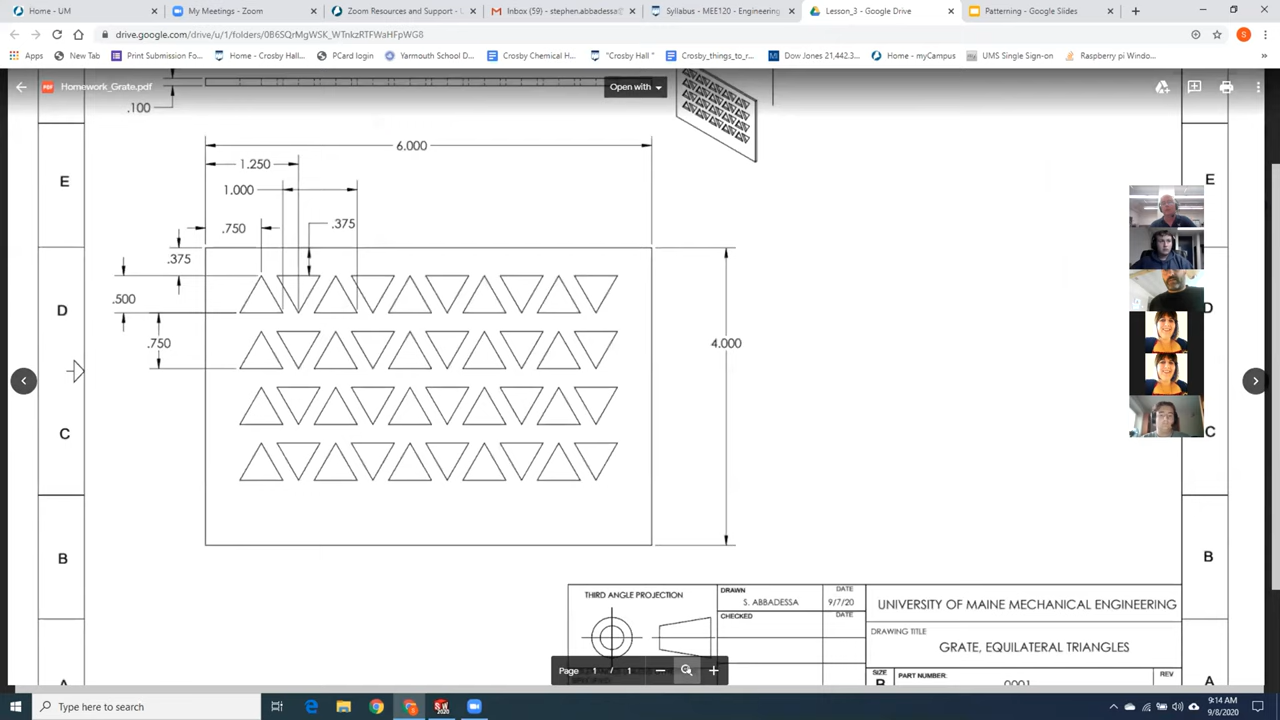 Home - UM
My Meetings - Zoom
Zoom Resources and Support - U
Inbox (59) - stephen.abbadessa@
Syllabus - MEE120 - Engineering
Lesson_3 - Google Drive
Patterning - Google Slides
drive.google.com/drive/u/1/folders/0B6SQrMgWSK_WTnkzRTFWaHFpWG8
S
Apps
New Tab
Print Submission Fo...
Home - Crosby Hall...
PCard login
Yarmouth School D...
Crosby Chemical H...
"Crosby Hall"
Crosby_things_to_r...
Dow Jones 21,442.3...
Home - myCampus
UMS Single Sign-on
Raspberry pi Windo...
PDF
Homework_Grate.pdf
Open with
.100
6.000
1.250
1.000
.750
.375
.375
.500
.750
4.000
E
D
C
B
A
E
D
C
B
A
THIRD ANGLE PROJECTION
DRAWN
S. ABBADESSA
DATE
9/7/20
CHECKED
DATE
UNIVERSITY OF MAINE MECHANICAL ENGINEERING
DRAWING TITLE
GRATE, EQUILATERAL TRIANGLES
SIZE
B
PART NUMBER:
0001
REV
Page 1 / 1
Type here to search
9:14 AM
9/8/2020